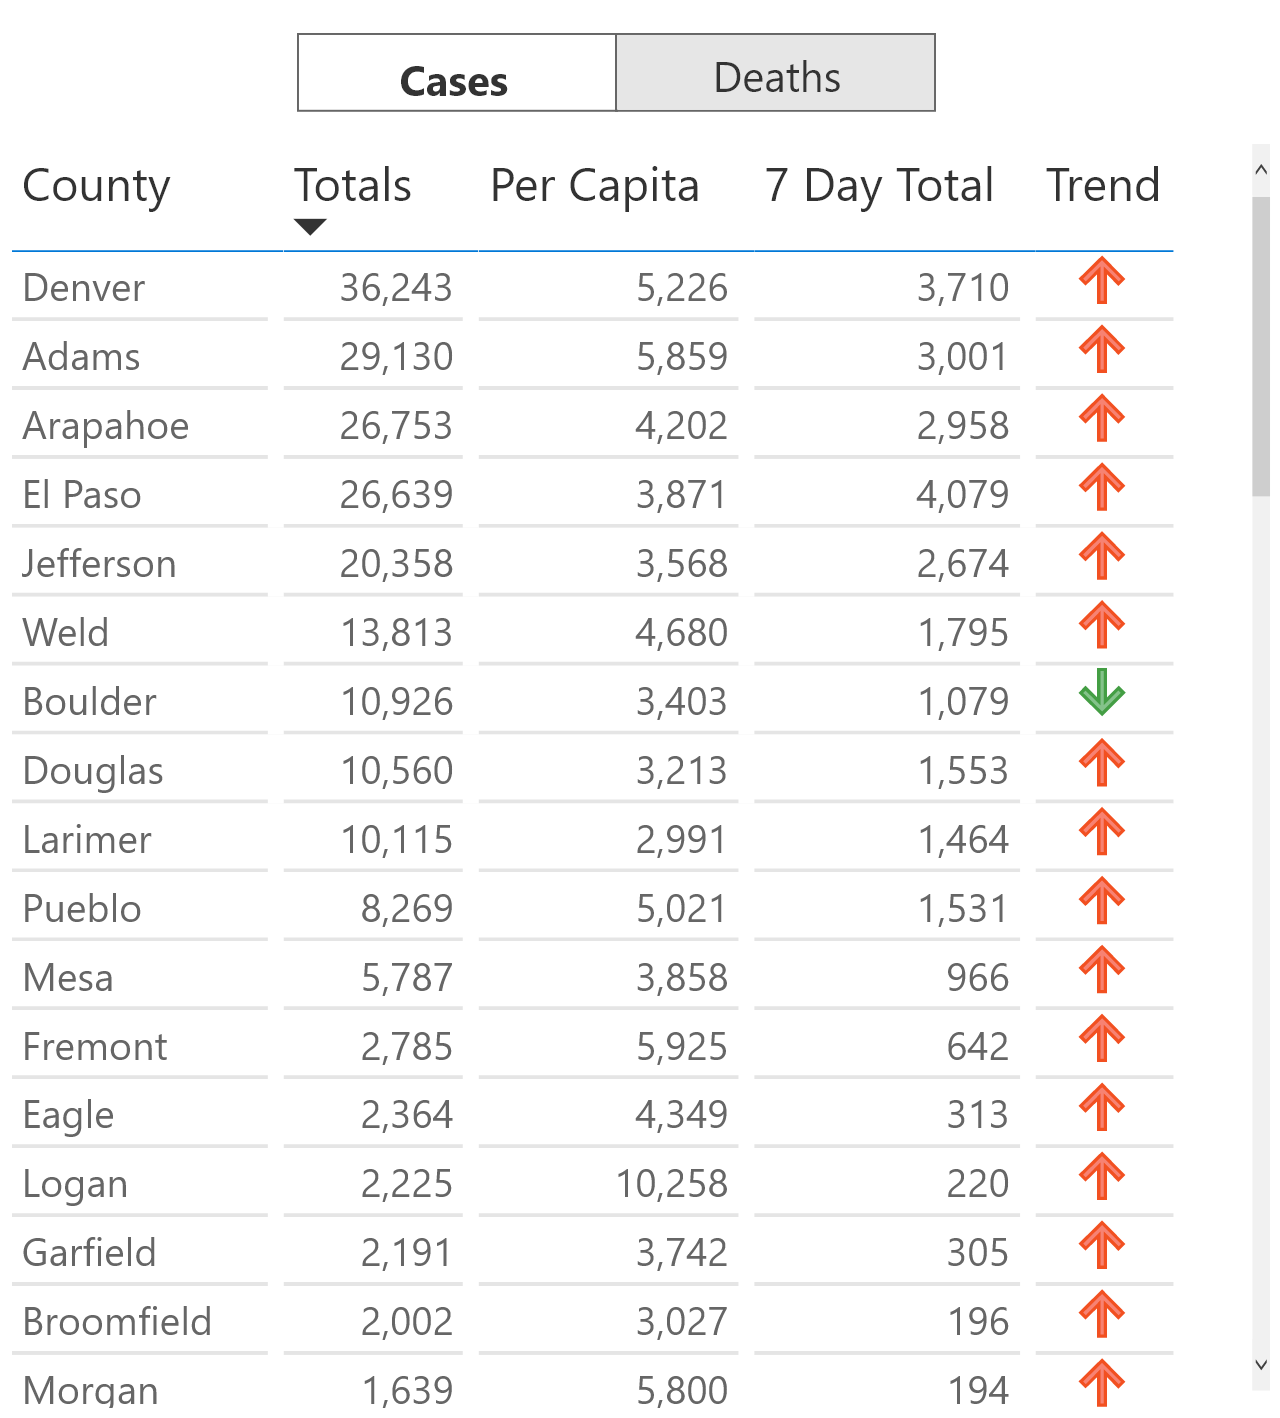 Cases Deaths
County Totals Per Capita 7 Day Total Trend
Denver 36,243 5,226 3,710
Adams 29,130 5,859 3,001
Arapahoe 26,753 4,202 2,958
El Paso 26,639 3,871 4,079
Jefferson 20,358 3,568 2,674
Weld 13,813 4,680 1,795
Boulder 10,926 3,403 1,079
Douglas 10,560 3,213 1,553
Larimer 10,115 2,991 1,464
Pueblo 8,269 5,021 1,531
Mesa 5,787 3,858 966
Fremont 2,785 5,925 642
Eagle 2,364 4,349 313
Logan 2,225 10,258 220
Garfield 2,191 3,742 305
Broomfield 2,002 3,027 196
Morgan 1,639 5,800 194